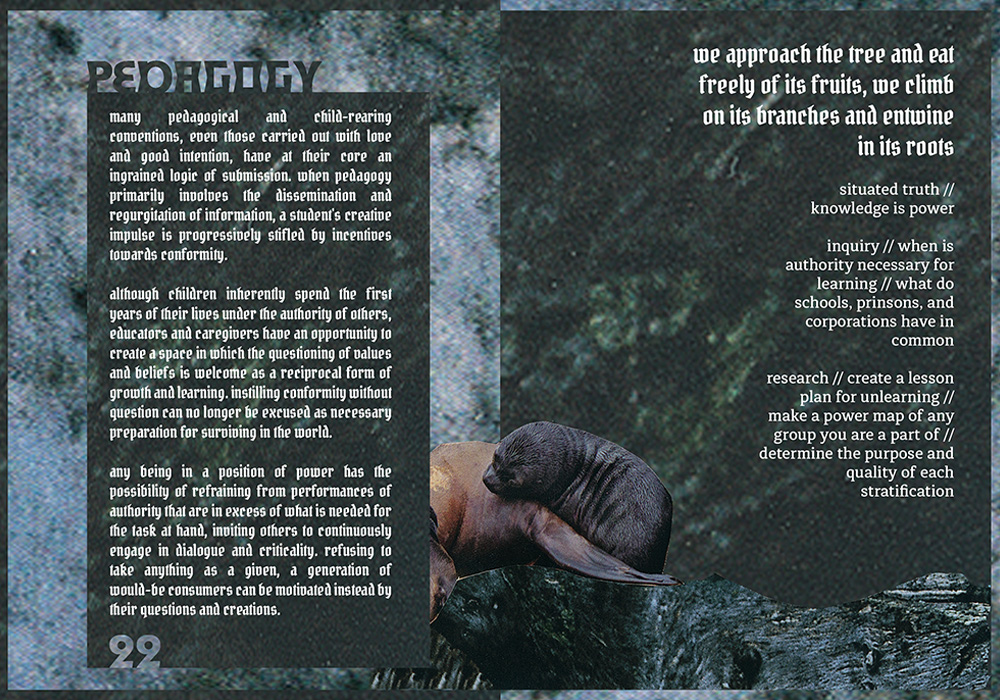 PEDAGOGY
many pedagogical and child-rearing
conventions, even those carried out with love
and good intention, have at their core an
ingrained logic of submission. when pedagogy
primarily involves the dissemination and
regurgitation of information, a student's creative
impulse is progressively stifled by incentives
towards conformity.
although children inherently spend the first
years of their lives under the authority of others,
educators and caregivers have an opportunity to
create a space in which the questioning of values
and beliefs is welcome as a reciprocal form of
growth and learning. instilling conformity without
question can no longer be excused as necessary
preparation for surviving in the world.
any being in a position of power has the
possibility of refraining from performances of
authority that are in excess of what is needed for
the task at hand, inviting others to continuously
engage in dialogue and criticality. refusing to
take anything as a given, a generation of
would-be consumers can be motivated instead by
their questions and creations.
22
we approach the tree and eat
freely of its fruits, we climb
on its branches and entwine
in its roots
situated truth //
knowledge is power
inquiry // when is
authority necessary for
learning // what do
schools, prinsons, and
corporations have in
common
research // create a lesson
plan for unlearning //
make a power map of any
group you are a part of //
determine the purpose and
quality of each
stratification